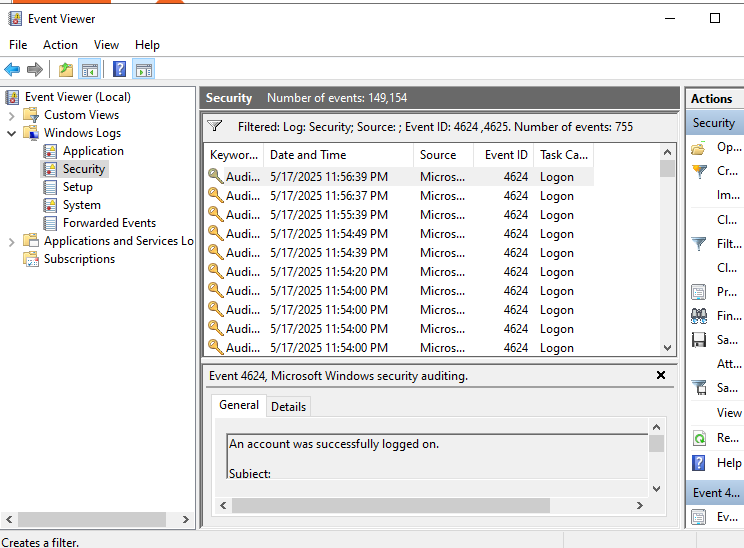 Event Viewer
File Action View Help
Event Viewer (Local)
Custom Views
Windows Logs
Application
Security
Setup
System
Forwarded Events
Applications and Services Lo
Subscriptions
Security Number of events: 149,154
Filtered: Log: Security; Source: ; Event ID: 4624 ,4625. Number of events: 755
Keywor... Date and Time Source Event ID Task Ca...
Audi... 5/17/2025 11:56:39 PM Micros... 4624 Logon
Audi... 5/17/2025 11:56:37 PM Micros... 4624 Logon
Audi... 5/17/2025 11:55:39 PM Micros... 4624 Logon
Audi... 5/17/2025 11:54:49 PM Micros... 4624 Logon
Audi... 5/17/2025 11:54:39 PM Micros... 4624 Logon
Audi... 5/17/2025 11:54:20 PM Micros... 4624 Logon
Audi... 5/17/2025 11:54:00 PM Micros... 4624 Logon
Audi... 5/17/2025 11:54:00 PM Micros... 4624 Logon
Audi... 5/17/2025 11:54:00 PM Micros... 4624 Logon
Audi... 5/17/2025 11:54:00 PM Micros... 4624 Logon
Event 4624, Microsoft Windows security auditing.
General Details
An account was successfully logged on.
Subject:
Actions
Security
Op...
Cr...
Im...
Cl...
Filt...
Cl...
Pr...
Fin...
Sa...
Att...
Sa...
View
Re...
Help
Event 4...
Ev...
Creates a filter.